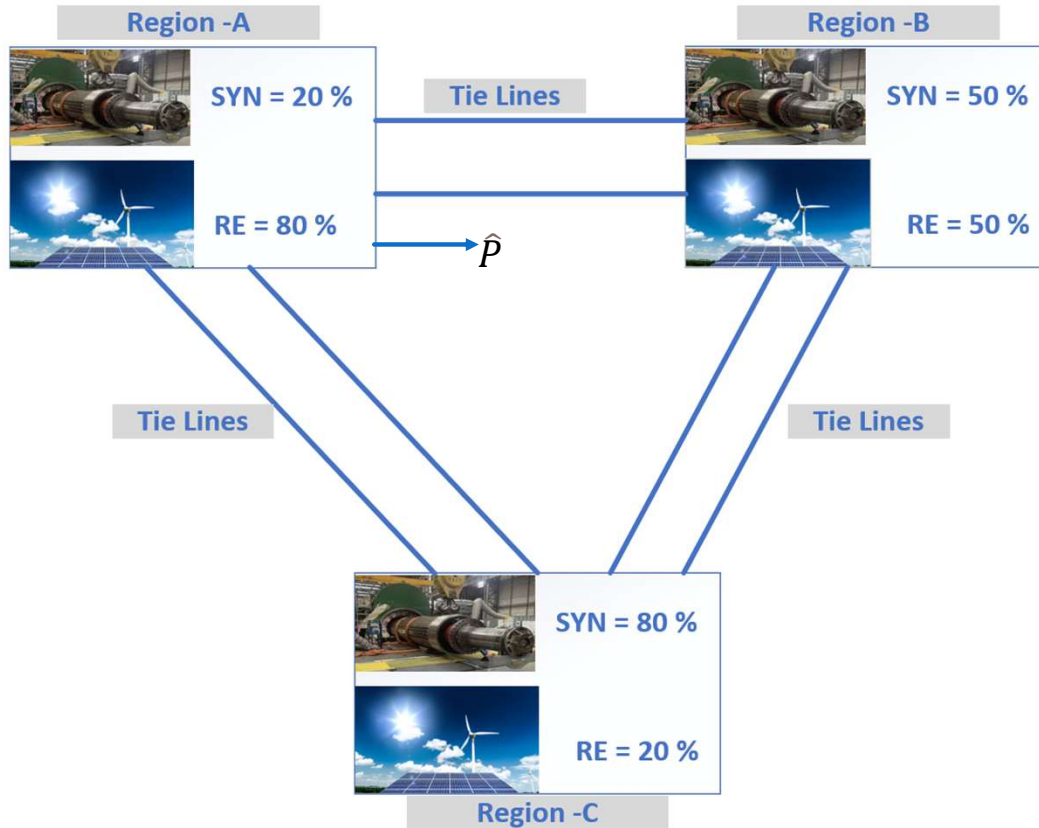 Region -A
Region -B
SYN = 20 %
Tie Lines
SYN = 50 %
RE = 80 %
RE = 50 %
P̂
Tie Lines
Tie Lines
SYN = 80 %
RE = 20 %
Region -C